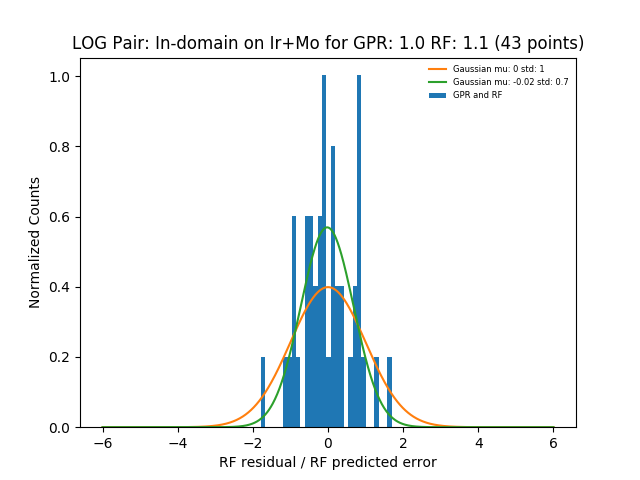 LOG Pair: In-domain on Ir+Mo for GPR: 1.0 RF: 1.1 (43 points)
Gaussian mu: 0 std: 1
Gaussian mu: -0.02 std: 0.7
GPR and RF
Normalized Counts
1.0
0.8
0.6
0.4
0.2
0.0
−6
−4
−2
0
2
4
6
RF residual / RF predicted error